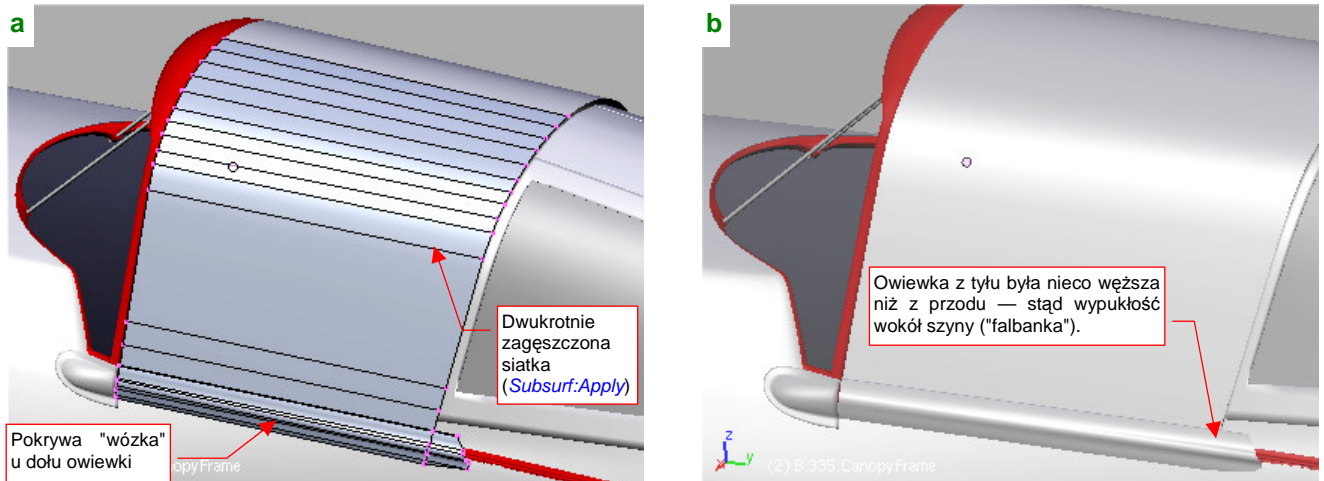 a
Dwukrotnie
zagęszczona
siatka
(Subsurf:Apply)
Pokrywa "wózka"
u dołu owiewki
opyFrame
b
Owiewka z tyłu była nieco węższa
niż z przodu — stąd wypukłość
wokół szyny ("falbanka").
z
x y
(2) B.335.CanopyFrame